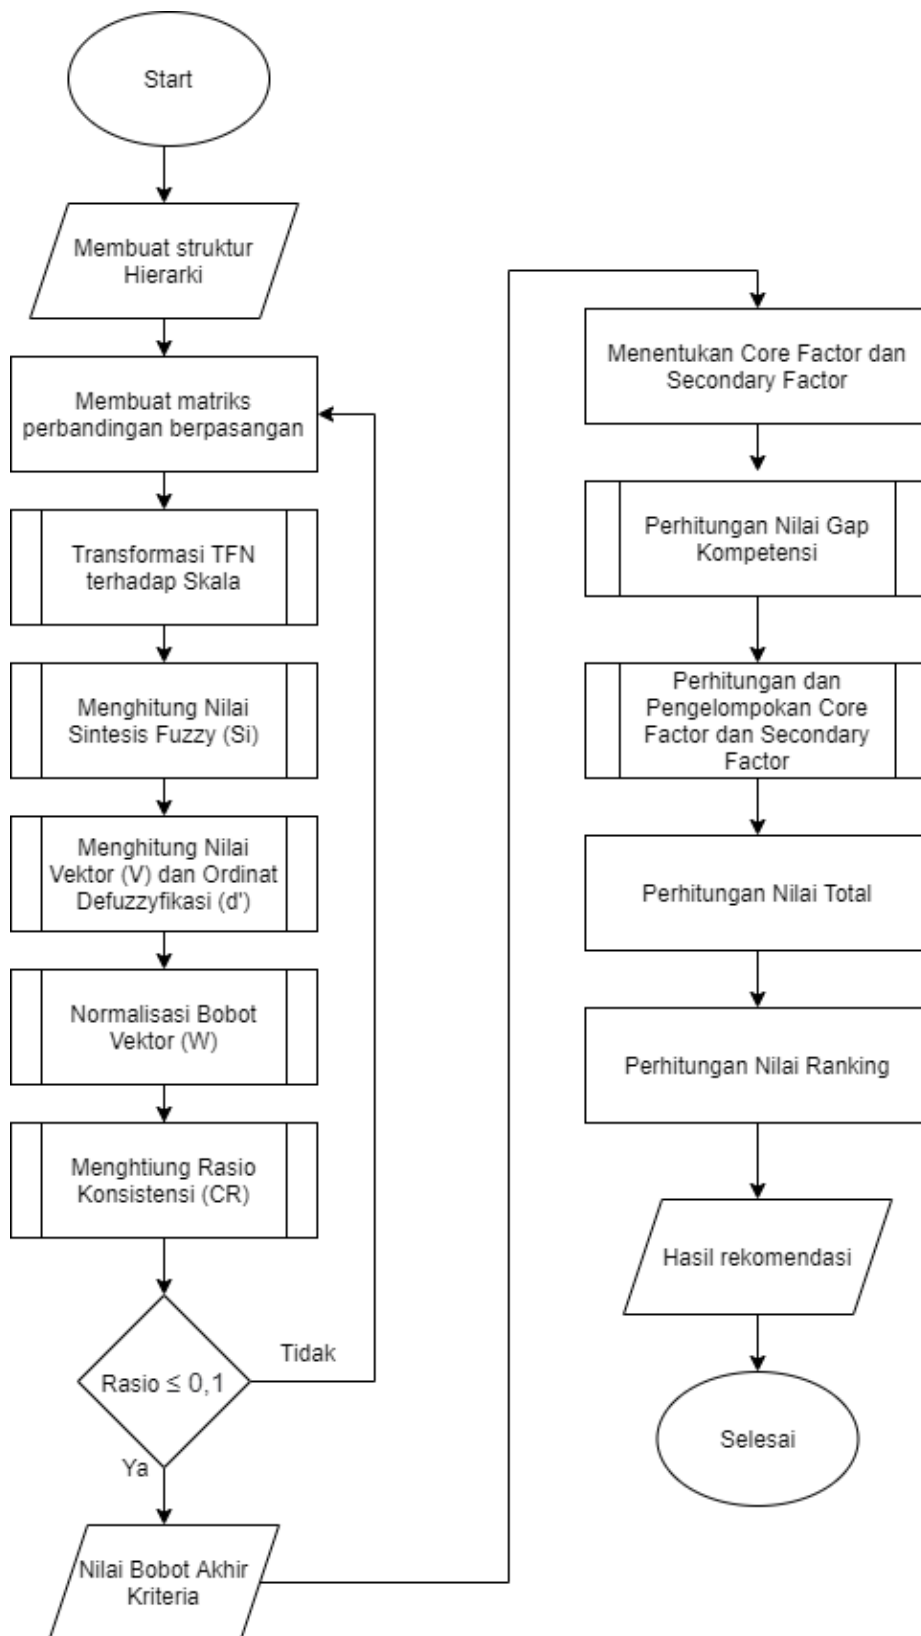 Start
Membuat struktur
Hierarki
Membuat matriks
perbandingan berpasangan
Transformasi TFN
terhadap Skala
Menghitung Nilai
Sintesis Fuzzy (Si)
Menghitung Nilai
Vektor (V) dan Ordinat
Defuzzyfikasi (d')
Normalisasi Bobot
Vektor (W)
Menghtiung Rasio
Konsistensi (CR)
Rasio ≤ 0,1
Tidak
Ya
Nilai Bobot Akhir
Kriteria
Menentukan Core Factor dan
Secondary Factor
Perhitungan Nilai Gap
Kompetensi
Perhitungan dan
Pengelompokan Core
Factor dan Secondary
Factor
Perhitungan Nilai Total
Perhitungan Nilai Ranking
Hasil rekomendasi
Selesai